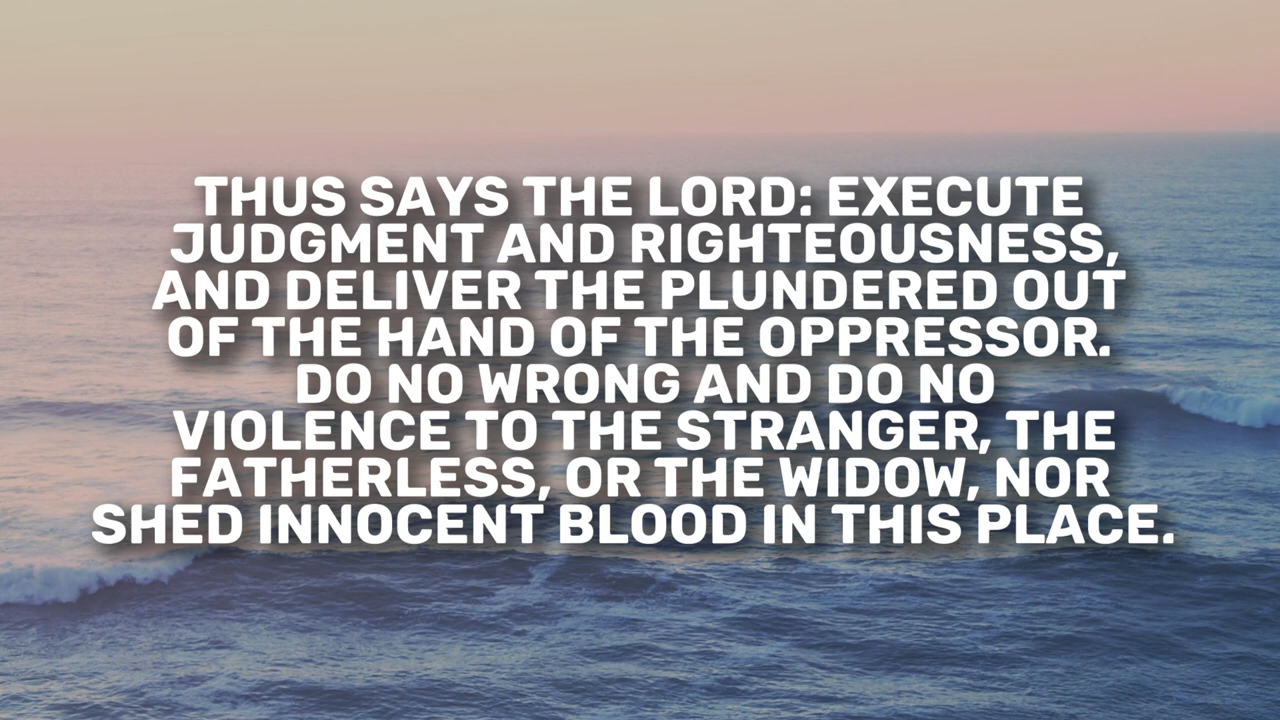 THUS SAYS THE LORD: EXECUTE
JUDGMENT AND RIGHTEOUSNESS,
AND DELIVER THE PLUNDERED OUT
OF THE HAND OF THE OPPRESSOR.
DO NO WRONG AND DO NO
VIOLENCE TO THE STRANGER, THE
FATHERLESS, OR THE WIDOW, NOR
SHED INNOCENT BLOOD IN THIS PLACE.